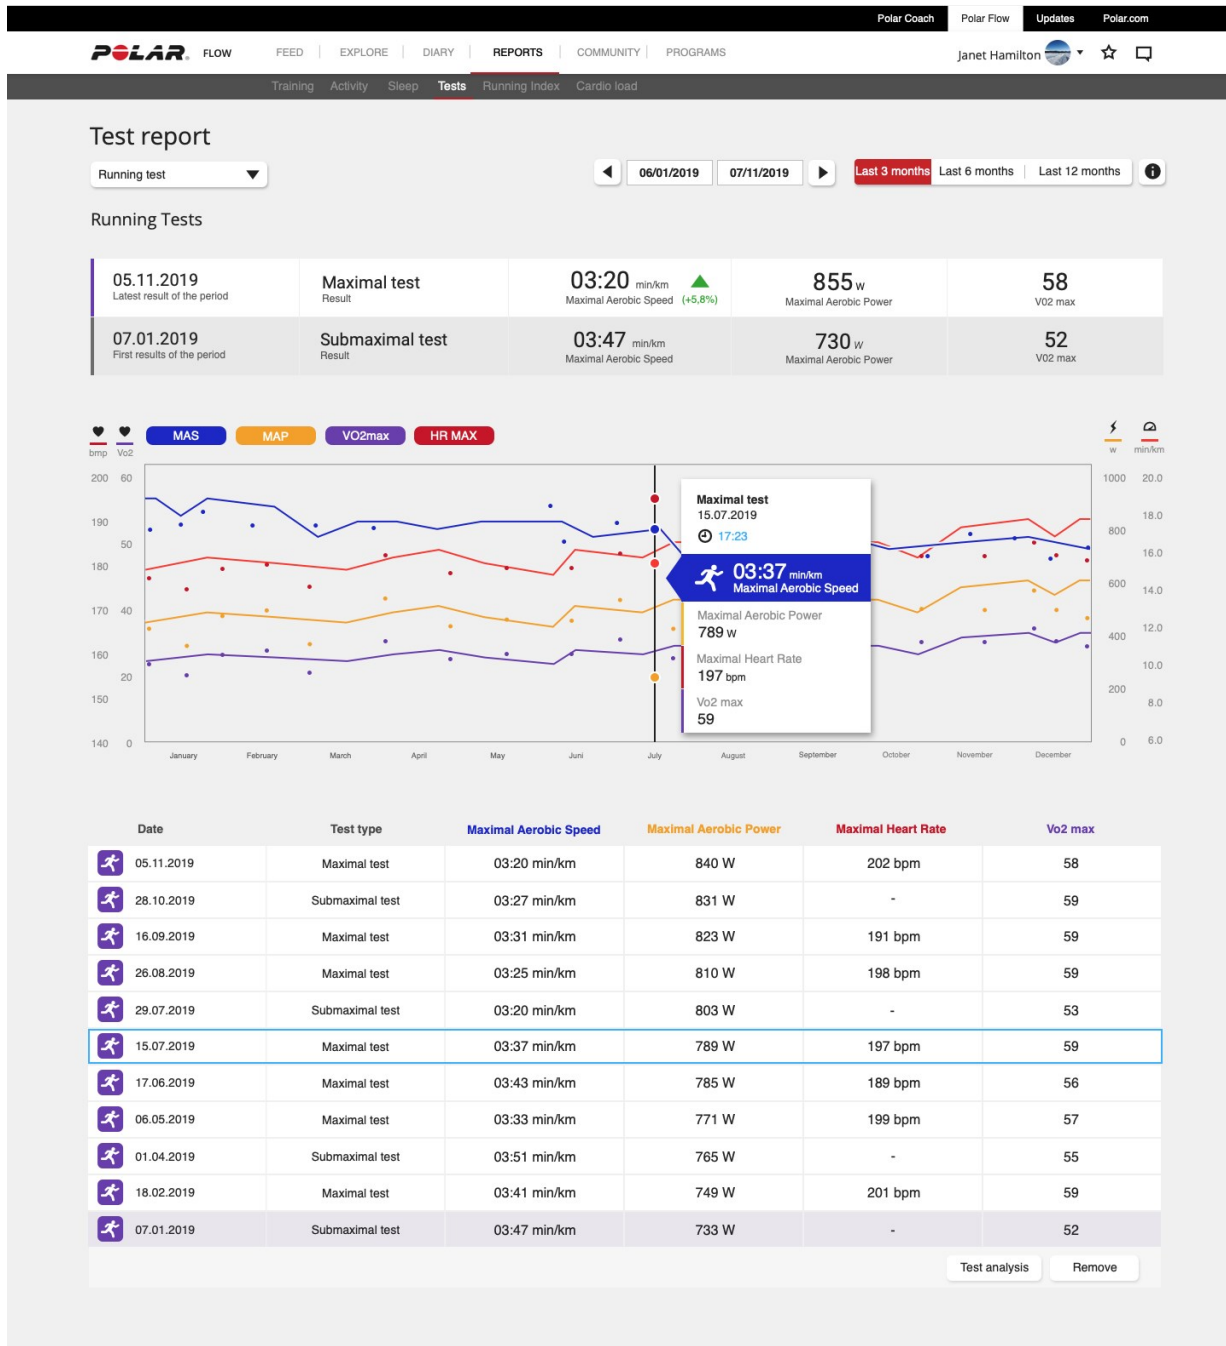 Polar Coach Polar Flow Updates Polar.com
POLAR. FLOW FEED EXPLORE DIARY REPORTS COMMUNITY PROGRAMS Janet Hamilton
Training Activity Sleep Tests Running Index Cardio load
Test report
Running test 06/01/2019 07/11/2019 Last 3 months Last 6 months Last 12 months
Running Tests
05.11.2019 Maximal test 03:20 min/km 855 w 58
Latest result of the period Result Maximal Aerobic Speed (+5,8%) Maximal Aerobic Power V02 max
07.01.2019 Submaximal test 03:47 min/km 730 w 52
First results of the period Result Maximal Aerobic Speed Maximal Aerobic Power V02 max
MAS MAP VO2max HR MAX
bmp Vo2 w min/km
200 60 1000 20.0
Maximal test
15.07.2019
190 18.0
800
17:23
50
16.0
180
03:37 min/km
Maximal Aerobic Speed
600
14.0
170 40
Maximal Aerobic Power
789 w
12.0
400
160
Maximal Heart Rate
10.0
197 bpm
20
200
150
Vo2 max
8.0
59
140 0 0 6.0
January February March April May Juni July August September October November December
Date Test type Maximal Aerobic Speed Maximal Aerobic Power Maximal Heart Rate Vo2 max
05.11.2019 Maximal test 03:20 min/km 840 W 202 bpm 58
28.10.2019 Submaximal test 03:27 min/km 831 W - 59
16.09.2019 Maximal test 03:31 min/km 823 W 191 bpm 59
26.08.2019 Maximal test 03:25 min/km 810 W 198 bpm 59
29.07.2019 Submaximal test 03:20 min/km 803 W - 53
15.07.2019 Maximal test 03:37 min/km 789 W 197 bpm 59
17.06.2019 Maximal test 03:43 min/km 785 W 189 bpm 56
06.05.2019 Maximal test 03:33 min/km 771 W 199 bpm 57
01.04.2019 Submaximal test 03:51 min/km 765 W - 55
18.02.2019 Maximal test 03:41 min/km 749 W 201 bpm 59
07.01.2019 Submaximal test 03:47 min/km 733 W - 52
Test analysis Remove